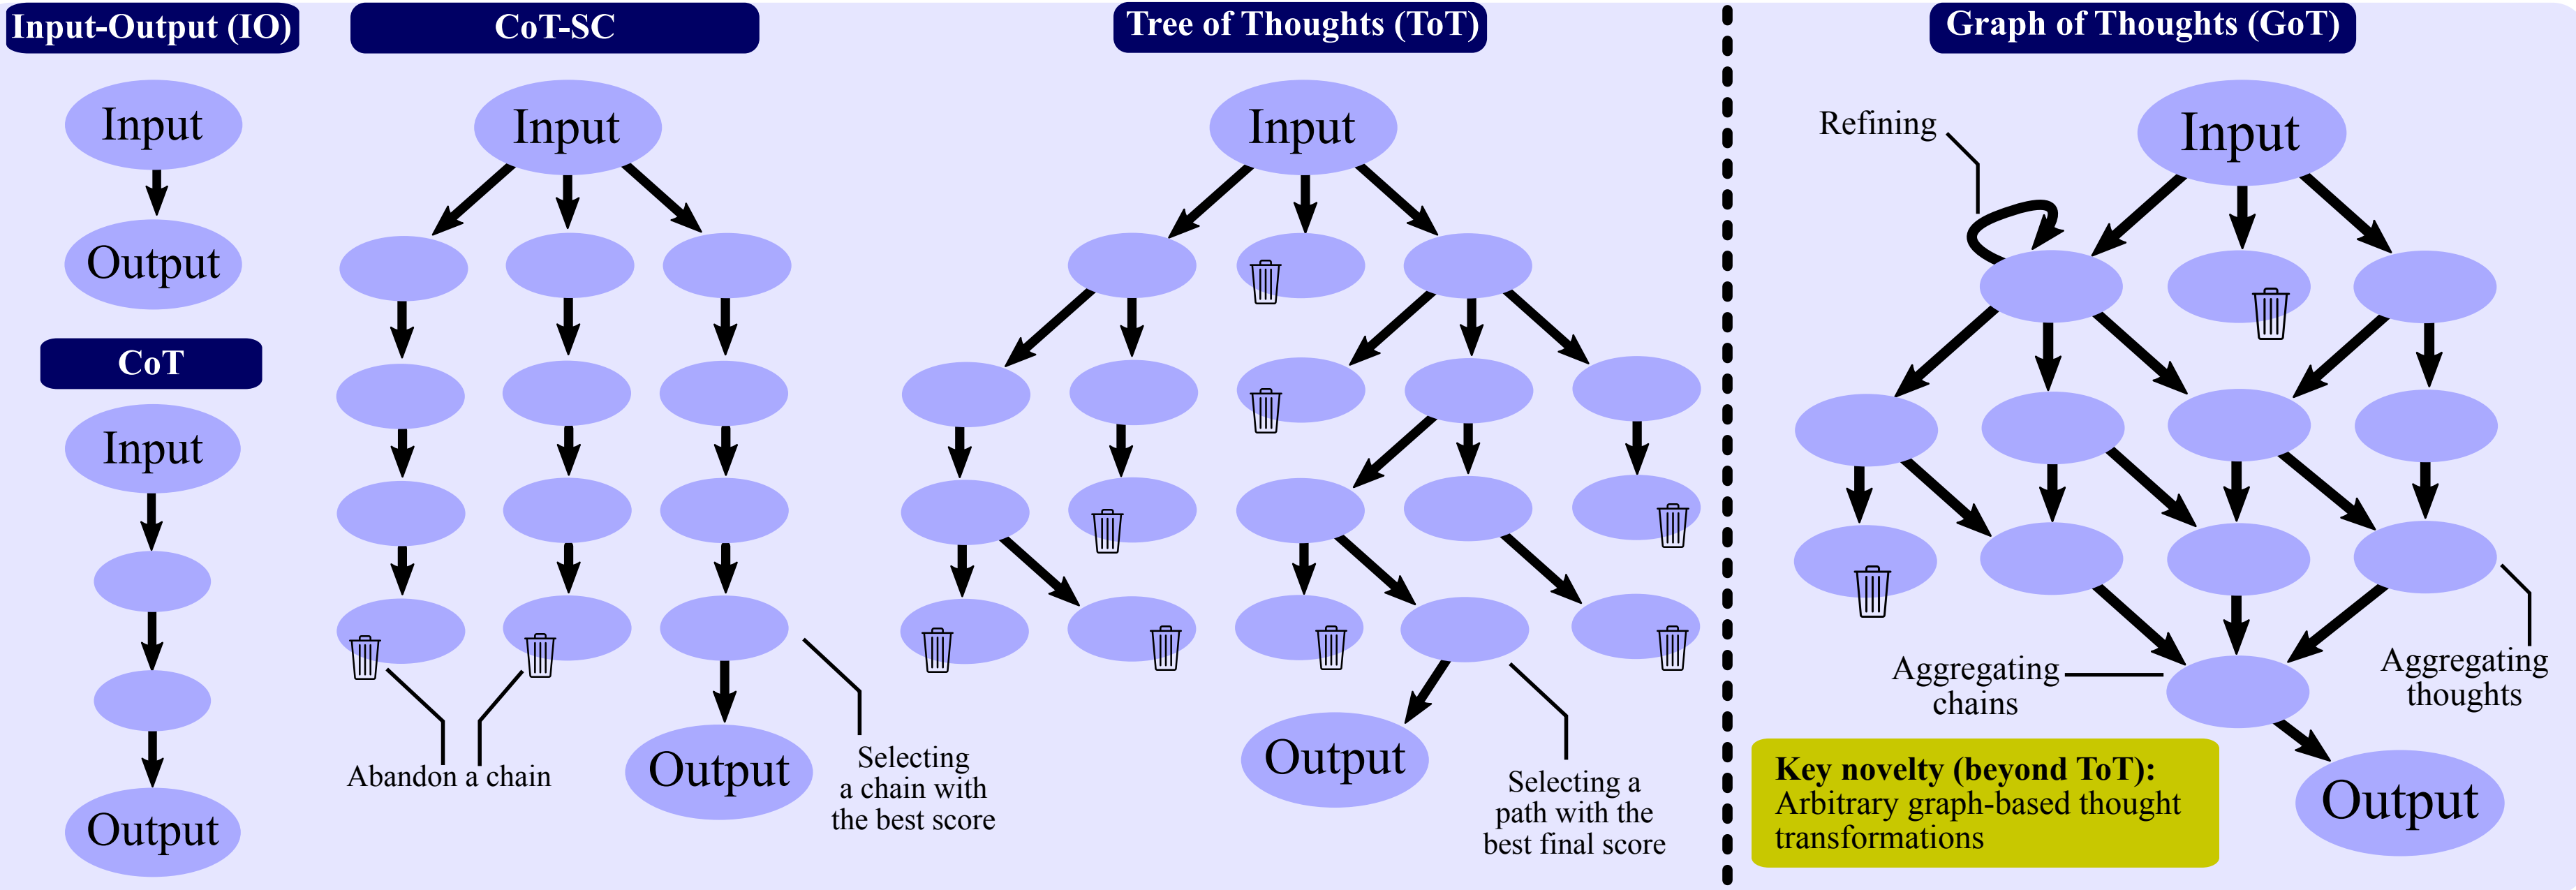 Input-Output (IO)
Input
Output
CoT
Input
Output
CoT-SC
Input
Abandon a chain
Output
Selecting
a chain with
the best score
Tree of Thoughts (ToT)
Input
Output
Selecting a
path with the
best final score
Graph of Thoughts (GoT)
Refining
Input
Aggregating
chains
Aggregating
thoughts
Key novelty (beyond ToT):
Arbitrary graph-based thought
transformations
Output